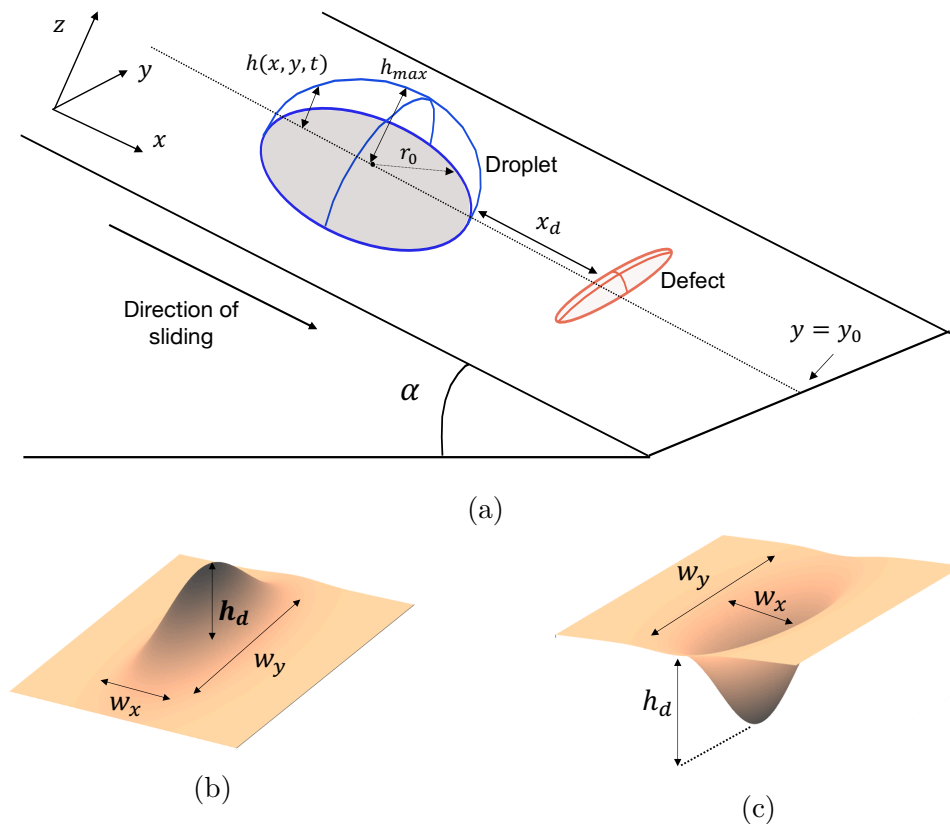 z
y
x
h(x, y, t)
h_max
r_0
Droplet
x_d
Defect
Direction of
sliding
y = y_0
α
(a)
h_d
w_y
w_x
w_y
w_x
h_d
(b)
(c)